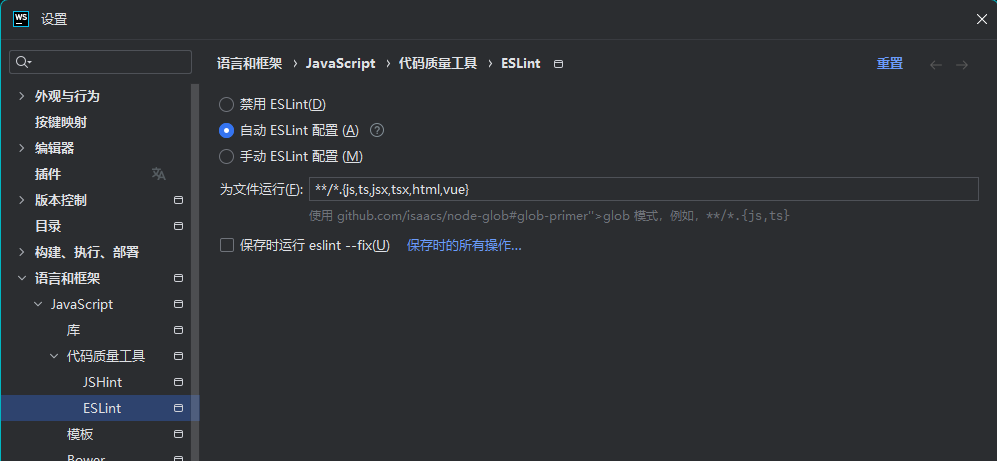 WS 设置
语言和框架 › JavaScript › 代码质量工具 › ESLint 重置
外观与行为
按键映射
编辑器
插件
版本控制
目录
构建、执行、部署
语言和框架
JavaScript
库
代码质量工具
JSHint
ESLint
模板
Bower
禁用 ESLint(D)
自动 ESLint 配置 (A) ?
手动 ESLint 配置 (M)
为文件运行(F): **/*.{js,ts,jsx,tsx,html,vue}
使用 github.com/isaacs/node-glob#glob-primer">glob 模式，例如，**/*.{js,ts}
保存时运行 eslint --fix(U) 保存时的所有操作...